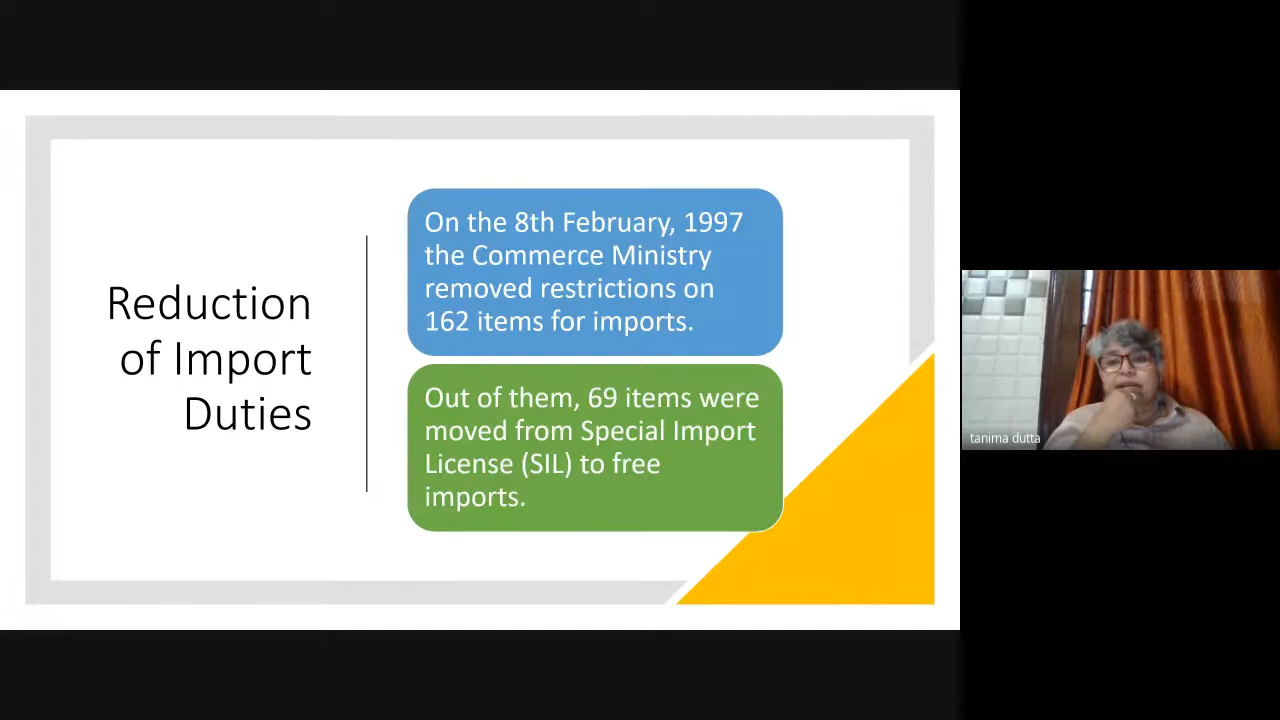 Reduction
of Import
Duties
On the 8th February, 1997
the Commerce Ministry
removed restrictions on
162 items for imports.
Out of them, 69 items were
moved from Special Import
License (SIL) to free
imports.
tanima dutta